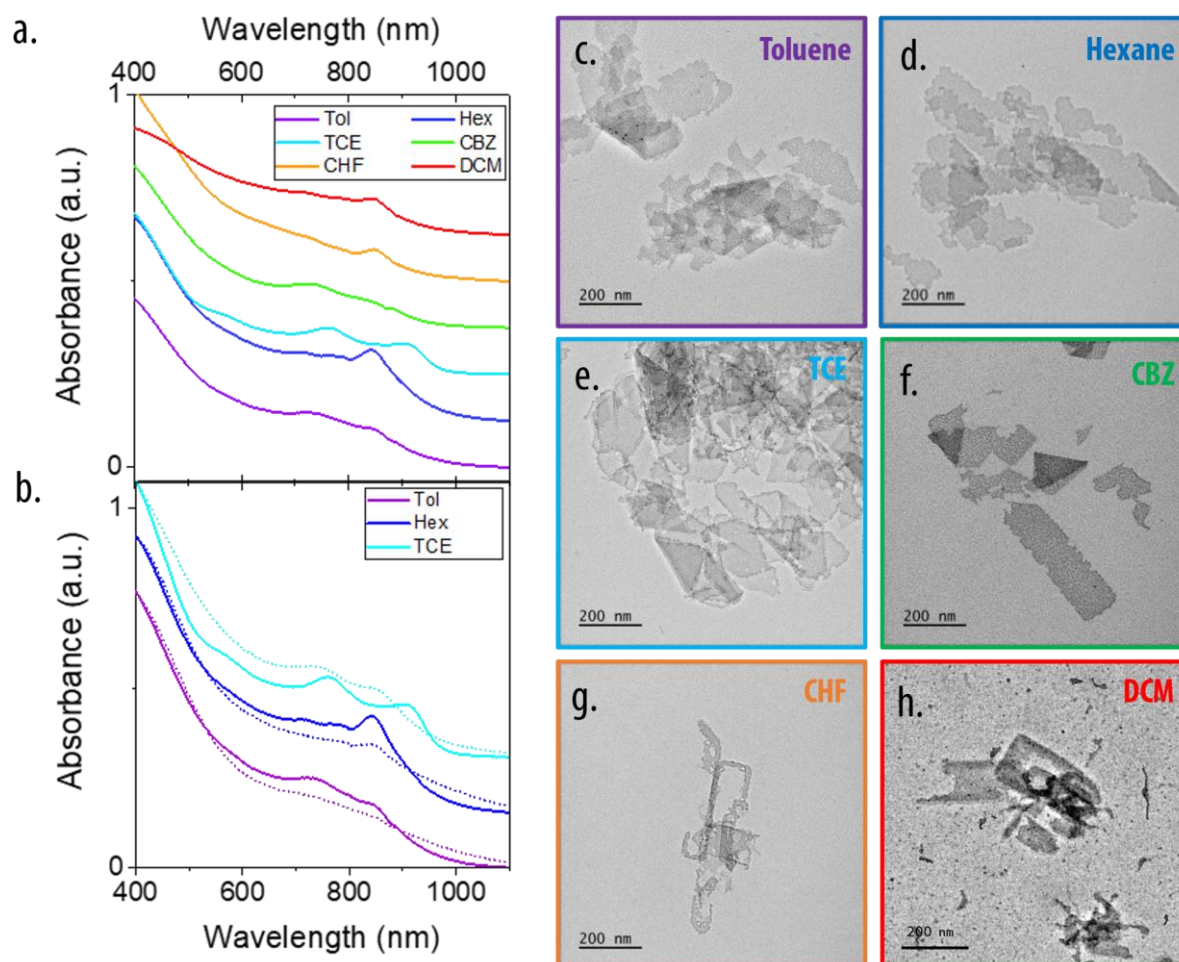 a.
Wavelength (nm)
400 600 800 1000
1
0
Absorbance (a.u.)
Tol Hex
TCE CBZ
CHF DCM
b.
1
0
Absorbance (a.u.)
Tol
Hex
TCE
400 600 800 1000
Wavelength (nm)
c. Toluene
200 nm
d. Hexane
200 nm
e. TCE
200 nm
f. CBZ
200 nm
g. CHF
200 nm
h. DCM
200 nm